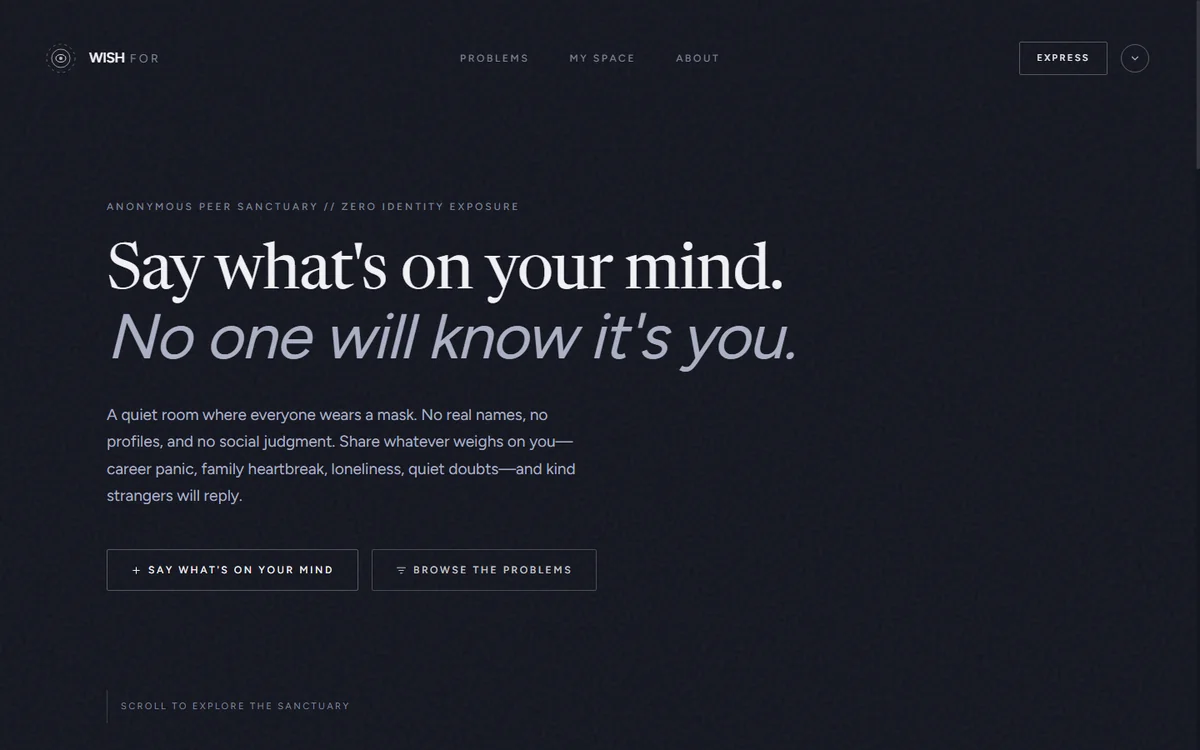 WISH FOR
PROBLEMS MY SPACE ABOUT
EXPRESS
ANONYMOUS PEER SANCTUARY // ZERO IDENTITY EXPOSURE
Say what's on your mind.
No one will know it's you.
A quiet room where everyone wears a mask. No real names, no
profiles, and no social judgment. Share whatever weighs on you—
career panic, family heartbreak, loneliness, quiet doubts—and kind
strangers will reply.
+ SAY WHAT'S ON YOUR MIND
BROWSE THE PROBLEMS
SCROLL TO EXPLORE THE SANCTUARY